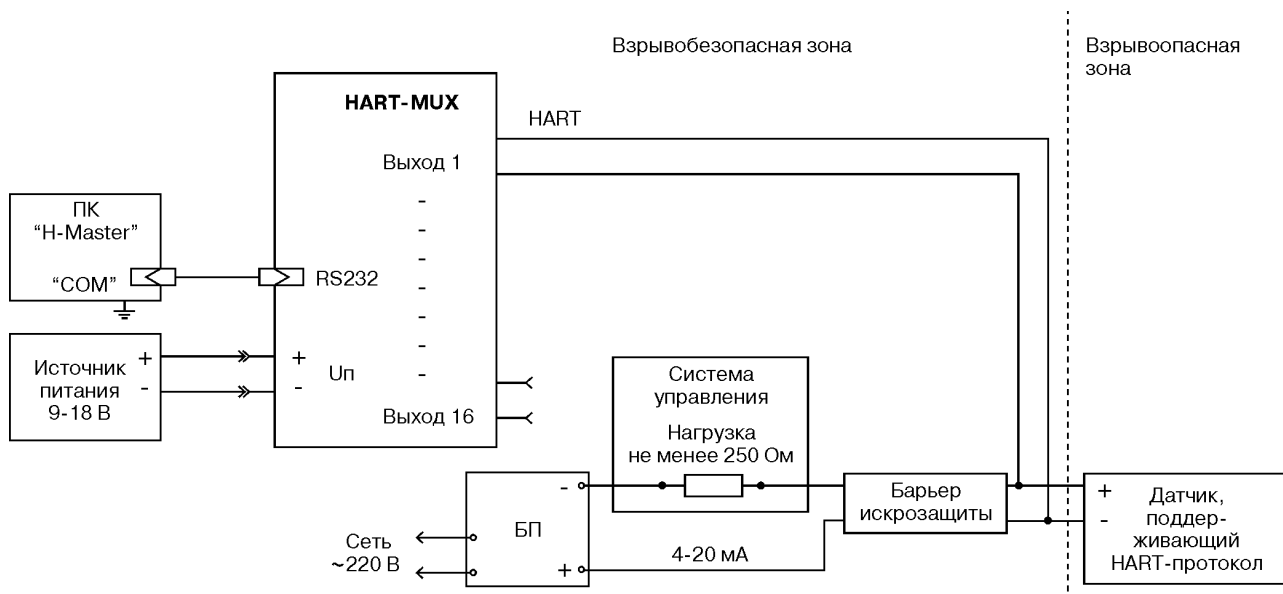 Взрывобезопасная зона
Взрывоопасная
зона
HART-MUX
HART
Выход 1
-
-
-
-
-
-
-
ПК
“H-Master”
“COM”
RS232
Источник
питания
9-18 В
+
-
+
-
Uп
Выход 16
Система
управления
Нагрузка
не менее 250 Ом
Сеть
~220 В
БП
-
+
4-20 мА
Барьер
искрозащиты
+
-
Датчик,
поддер-
живающий
HART-протокол